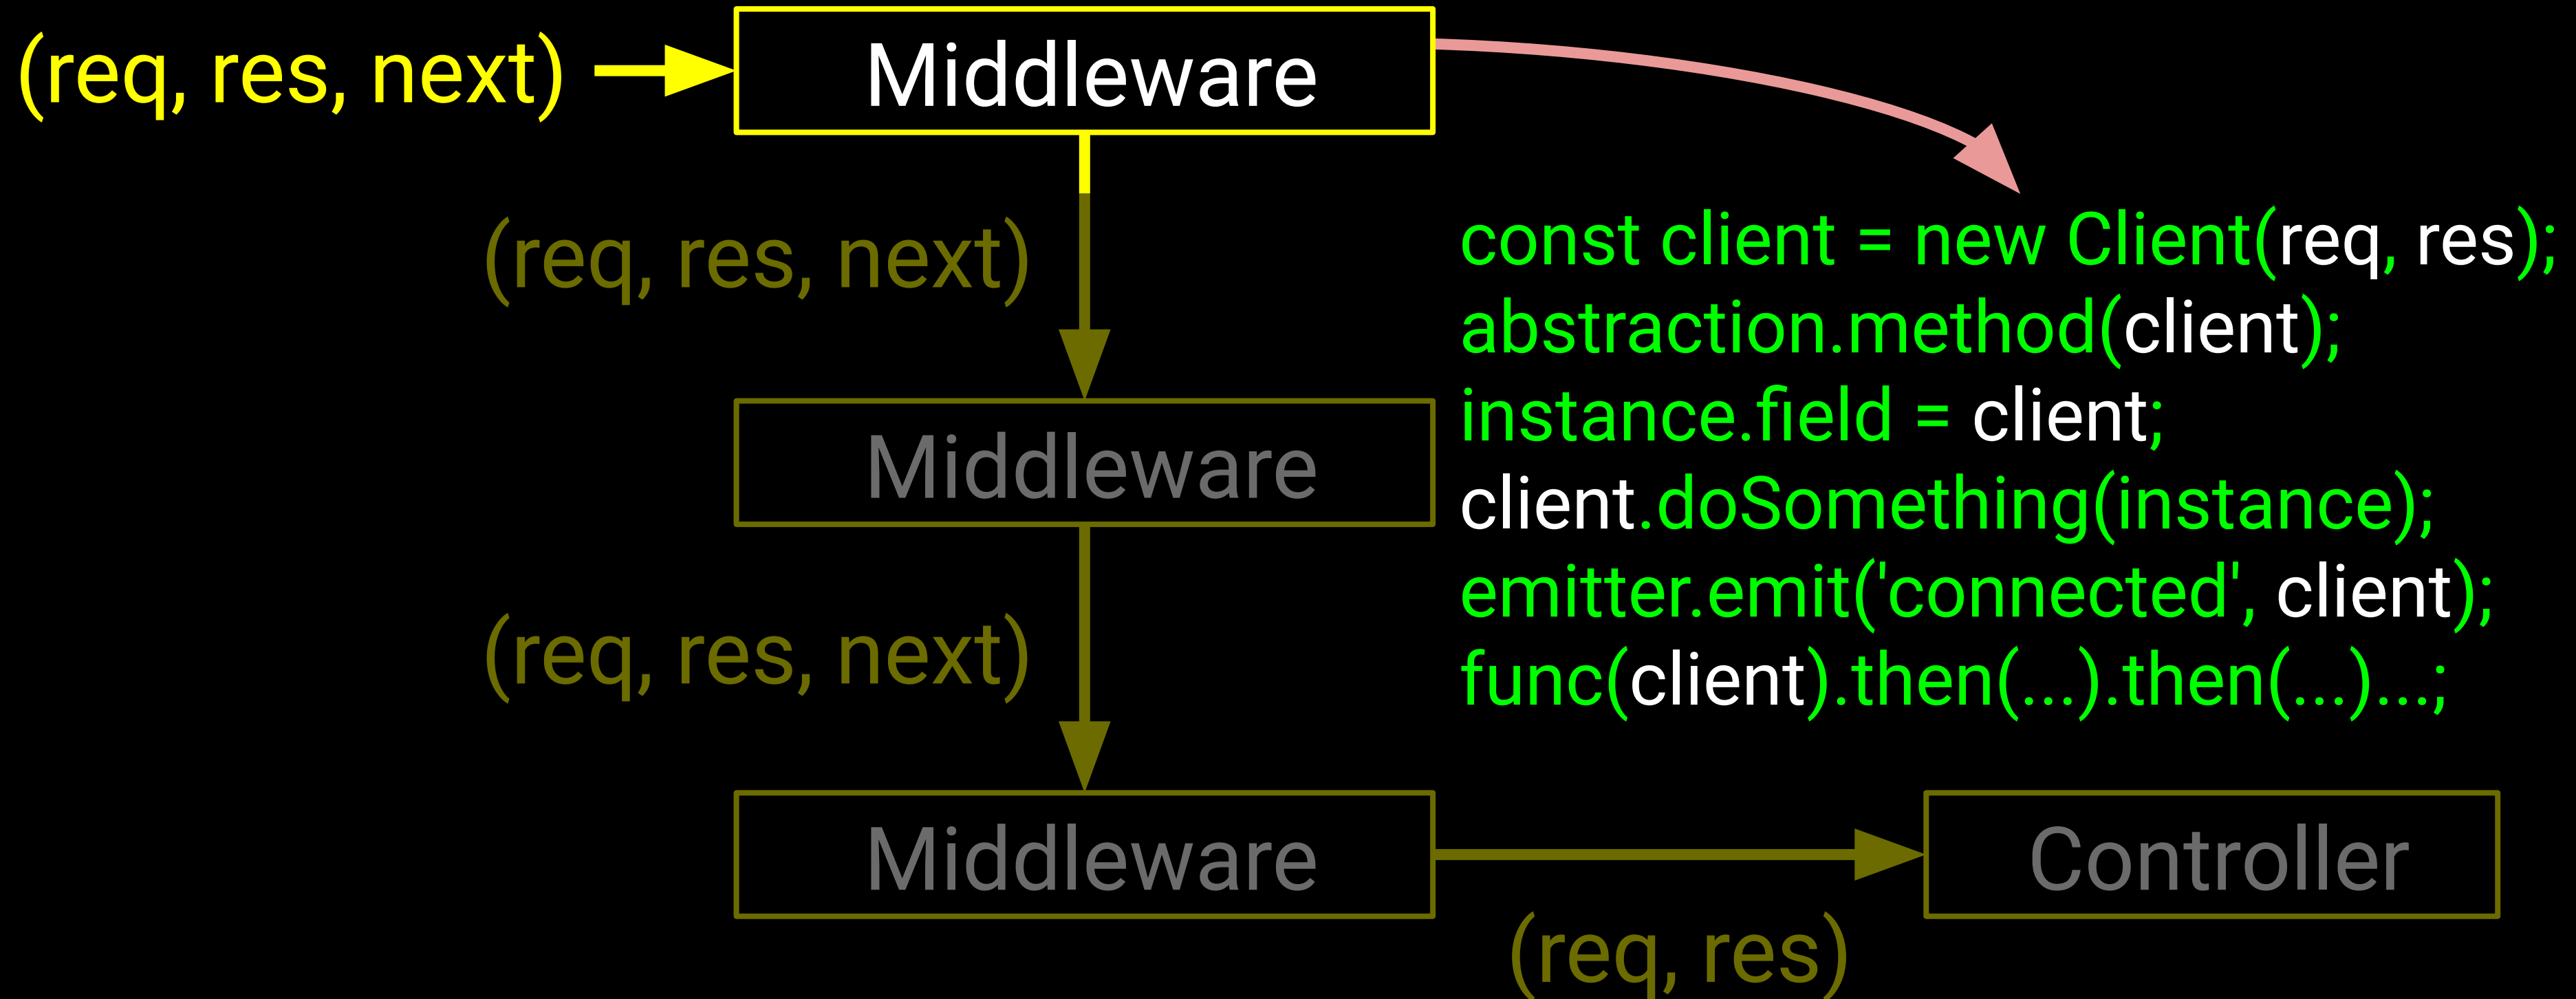 (req, res, next)
Middleware
(req, res, next)
const client = new Client(req, res);
abstraction.method(client);
instance.field = client;
Middleware
client.doSomething(instance);
emitter.emit('connected', client);
(req, res, next)
func(client).then(...).then(...)...;
Middleware
Controller
(req, res)